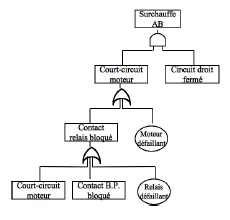 Surchauffe
AB
Court-circuit
moteur
Circuit droit
fermé
Contact
relais bloqué
Moteur
défaillant
Court-circuit
moteur
Contact B.P.
bloqué
Relais
défaillant